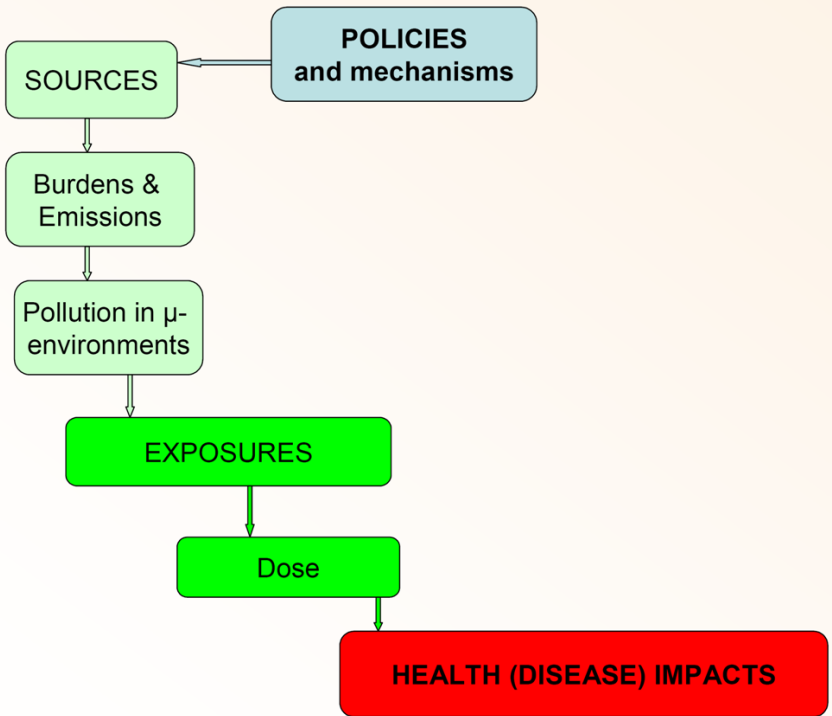 POLICIES
and mechanisms
SOURCES
Burdens &
Emissions
Pollution in µ-
environments
EXPOSURES
Dose
HEALTH (DISEASE) IMPACTS